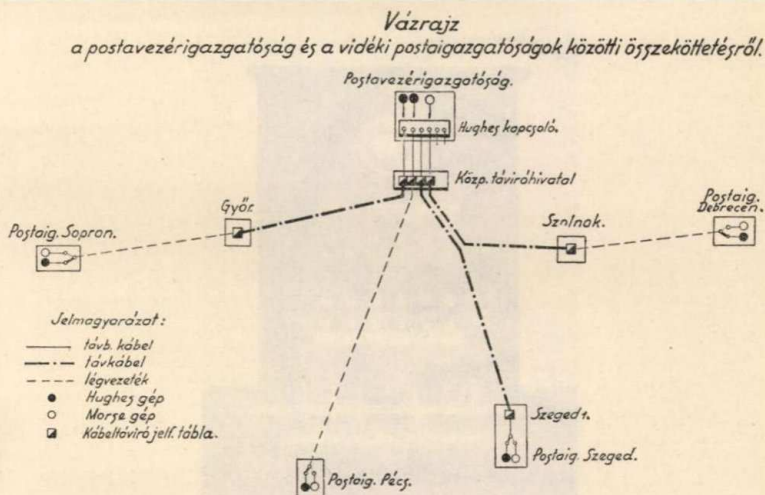 Vázrajz
a postavezérigazgatóság és a vidéki postaigazgatóságok közötti összeköttetésről.
Postavezérigazgatóság.
Hughes kapcsoló.
Közp. távíróhivatal
Győr.
Postaig. Sopron.
Szolnok.
Postaig.
Debrecen.
Jelmagyarázat:
távb. kábel
távkábel
légvezeték
Hughes gép
Morse gép
Kábeltávíró jelf. tábla.
Szeged 1.
Postaig. Szeged.
Postaig. Pécs.